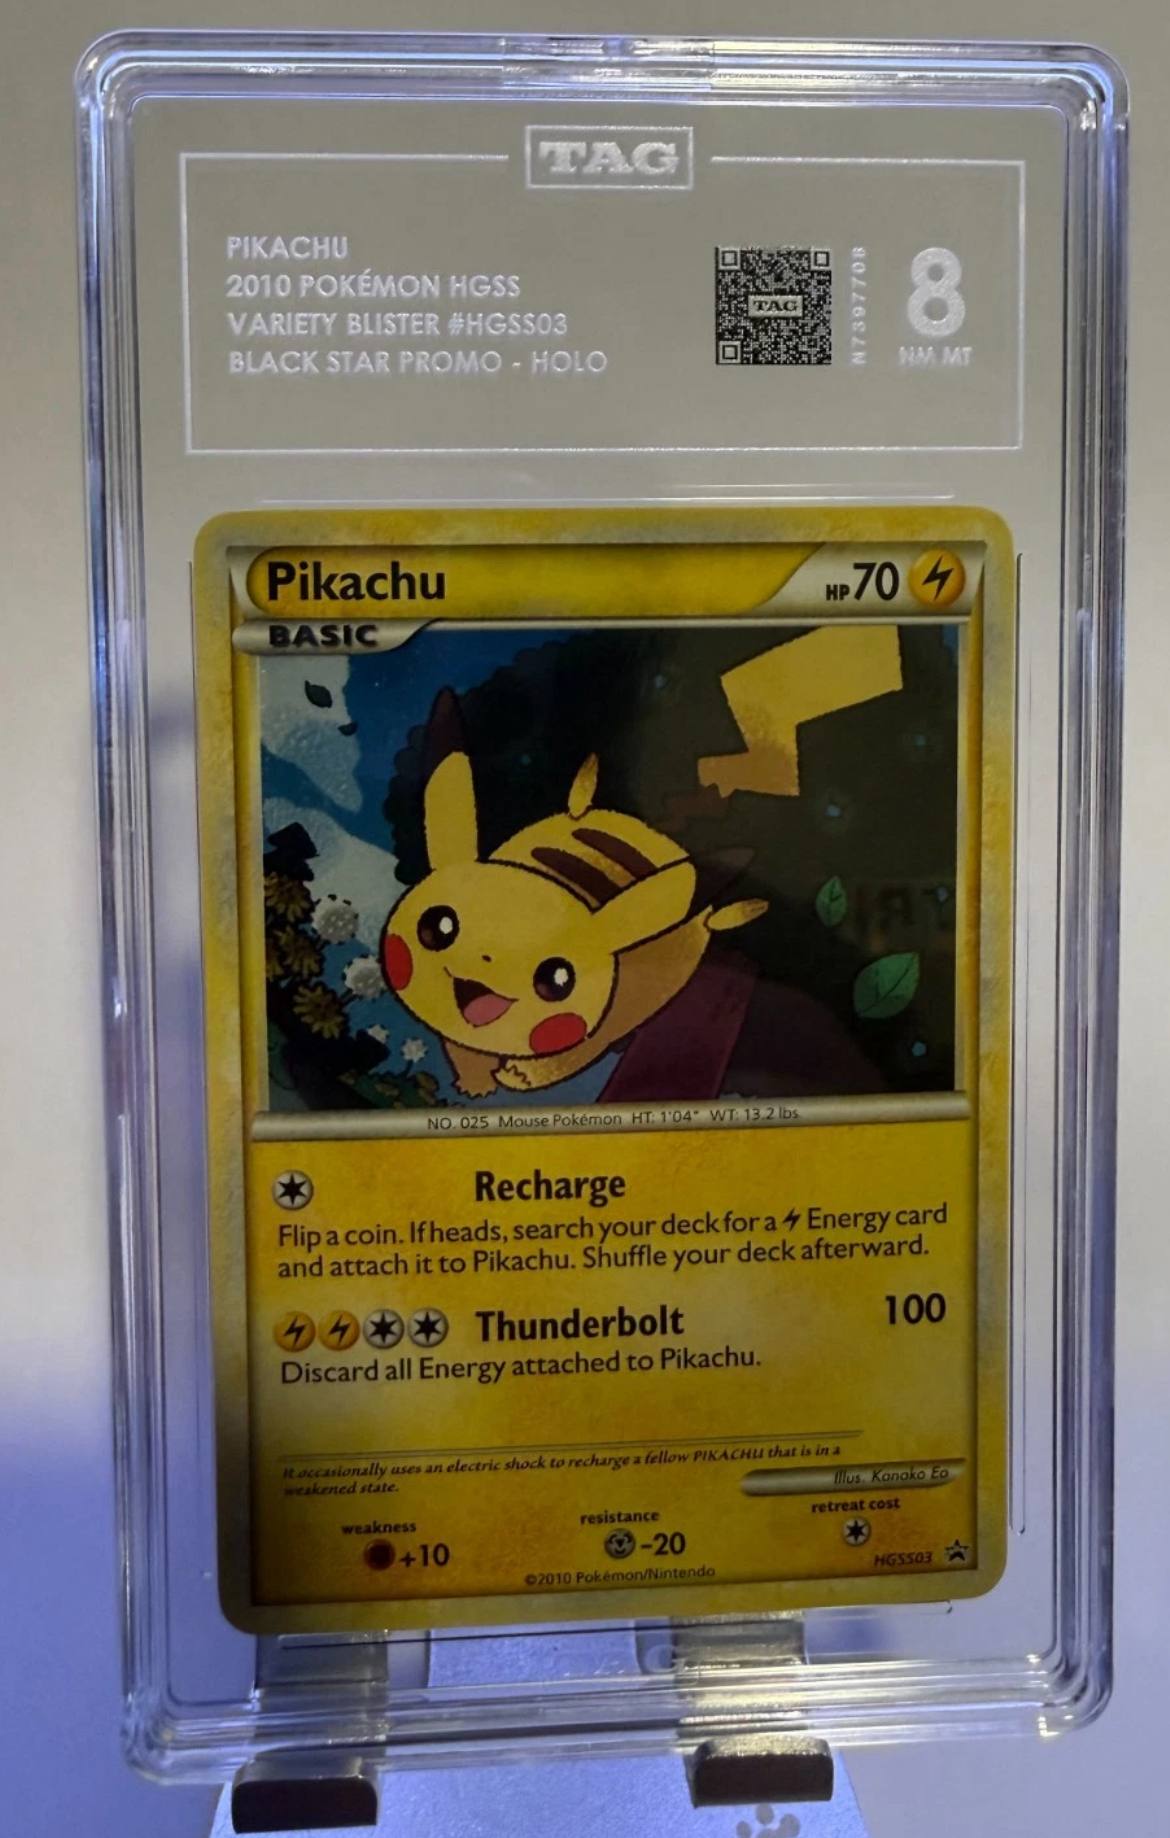 TAG
PIKACHU
2010 POKÉMON HGSS
VARIETY BLISTER #HGSS03
BLACK STAR PROMO - HOLO
TAG
N7397708
8
NM MT
Pikachu
HP 70
BASIC
NO. 025 Mouse Pokémon HT: 1'04" WT: 13.2 lbs.
Recharge
Flip a coin. If heads, search your deck for a Energy card
and attach it to Pikachu. Shuffle your deck afterward.
Thunderbolt 100
Discard all Energy attached to Pikachu.
It occasionally uses an electric shock to recharge a fellow PIKACHU that is in a
weakened state.
Illus. Kanako Eo
weakness
+10
resistance
-20
retreat cost
HGSS03
©2010 Pokémon/Nintendo